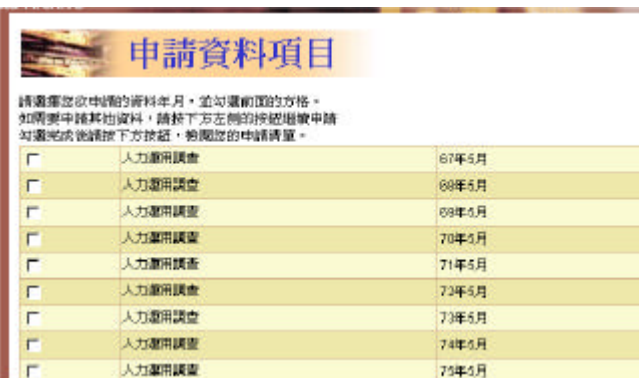 申請資料項目
請選擇您欲申請的資料年月，並勾選前面的方格。
如需要申請其他資料，請按下方左側的按鈕繼續申請
勾選完成後請按下方按鈕，檢閱您的申請清單。
人力運用調查 67年5月
人力運用調查 68年5月
人力運用調查 69年5月
人力運用調查 70年5月
人力運用調查 71年5月
人力運用調查 72年5月
人力運用調查 73年5月
人力運用調查 74年5月
人力運用調查 75年5月